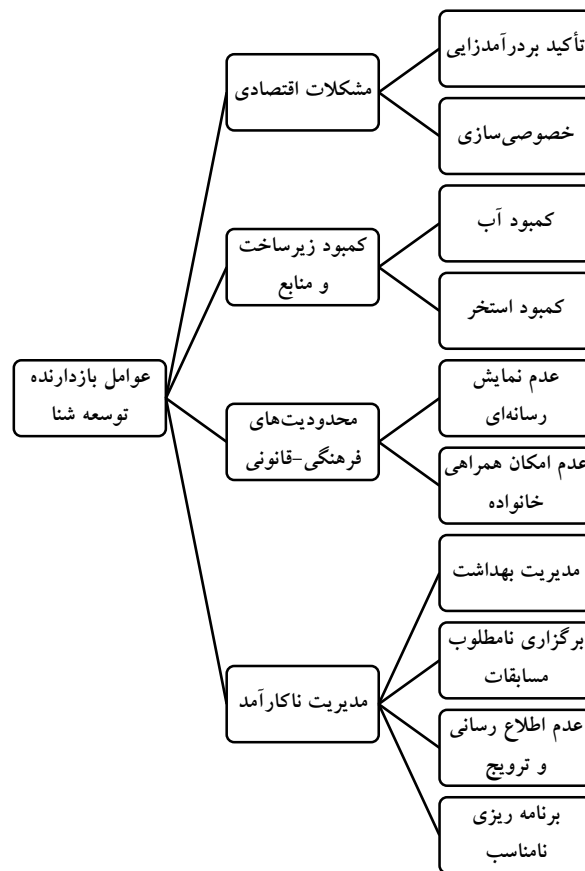 عوامل بازدارنده
توسعه شنا
مشکلات اقتصادی
تأکید بردرآمدزایی
خصوصی‌سازی
کمبود زیرساخت
و منابع
کمبود آب
کمبود استخر
محدودیت‌های
فرهنگی-قانونی
عدم نمایش
رسانه‌ای
عدم امکان همراهی
خانواده
مدیریت ناکارآمد
مدیریت بهداشت
برگزاری نامطلوب
مسابقات
عدم اطلاع رسانی
و ترویج
برنامه ریزی
نامناسب